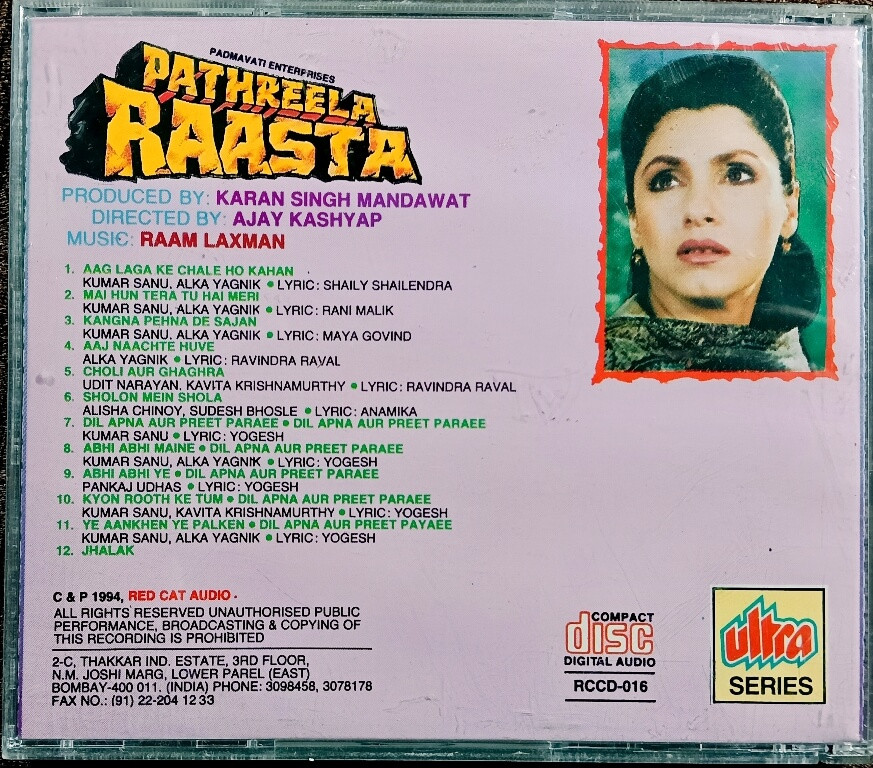 PADMAVATI ENTERPRISES
PATHREELA
RAASTA
PRODUCED BY: KARAN SINGH MANDAWAT
DIRECTED BY: AJAY KASHYAP
MUSIC: RAAM LAXMAN
1. AAG LAGA KE CHALE HO KAHAN
KUMAR SANU, ALKA YAGNIK • LYRIC: SHAILY SHAILENDRA
2. MAI HUN TERA TU HAI MERI
KUMAR SANU, ALKA YAGNIK • LYRIC: RANI MALIK
3. KANGNA PEHNA DE SAJAN
KUMAR SANU, ALKA YAGNIK • LYRIC: MAYA GOVIND
4. AAJ NAACHTE HUVE
ALKA YAGNIK • LYRIC: RAVINDRA RAVAL
5. CHOLI AUR GHAGHRA
UDIT NARAYAN, KAVITA KRISHNAMURTHY • LYRIC: RAVINDRA RAVAL
6. SHOLON MEIN SHOLA
ALISHA CHINOY, SUDESH BHOSLE • LYRIC: ANAMIKA
7. DIL APNA AUR PREET PARAEE • DIL APNA AUR PREET PARAEE
KUMAR SANU • LYRIC: YOGESH
8. ABHI ABHI MAINE • DIL APNA AUR PREET PARAEE
KUMAR SANU, ALKA YAGNIK • LYRIC: YOGESH
9. ABHI ABHI YE • DIL APNA AUR PREET PARAEE
PANKAJ UDHAS • LYRIC: YOGESH
10. KYON ROOTH KE TUM • DIL APNA AUR PREET PARAEE
KUMAR SANU, KAVITA KRISHNAMURTHY • LYRIC: YOGESH
11. YE AANKHEN YE PALKEN • DIL APNA AUR PREET PAYAEE
KUMAR SANU, ALKA YAGNIK • LYRIC: YOGESH
12. JHALAK
C & P 1994, RED CAT AUDIO •
ALL RIGHTS RESERVED UNAUTHORISED PUBLIC
PERFORMANCE, BROADCASTING & COPYING OF
THIS RECORDING IS PROHIBITED
2-C, THAKKAR IND. ESTATE, 3RD FLOOR,
N.M. JOSHI MARG, LOWER PAREL (EAST)
BOMBAY-400 011. (INDIA) PHONE: 3098458, 3078178
FAX NO.: (91) 22-204 12 33
COMPACT
disc
DIGITAL AUDIO
RCCD-016
ultra
SERIES